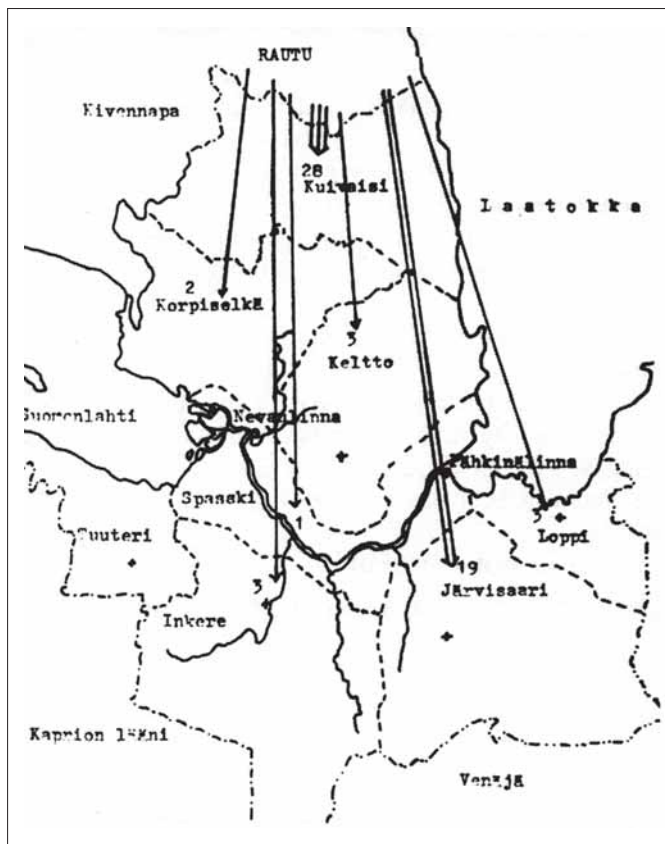 RAUTU
Kivennapa
28
Kuivaisi
Laatokka
2
Korpiselkä
3
Keltto
Suomenlahti
Nevanlinna
Pähkinälinna
Spasski
1
Tuuteri
3
Loppi
19
3
Järvisaari
Inkere
Kaprion lääni
Venäjä